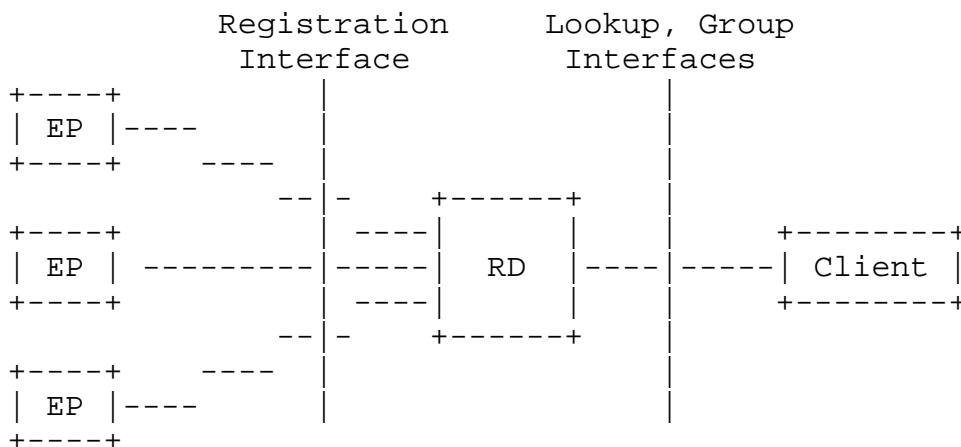 Registration Lookup, Group
Interface Interfaces
EP
RD
EP
Client
EP